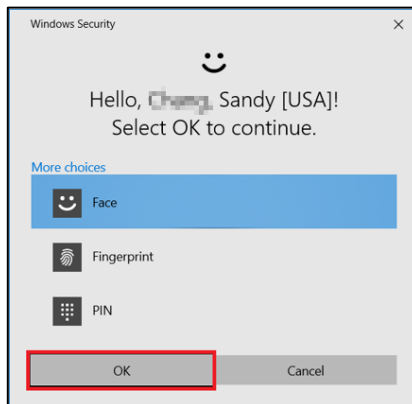 Windows Security
Hello, Sandy [USA]!
Select OK to continue.
More choices
Face
Fingerprint
PIN
OK
Cancel